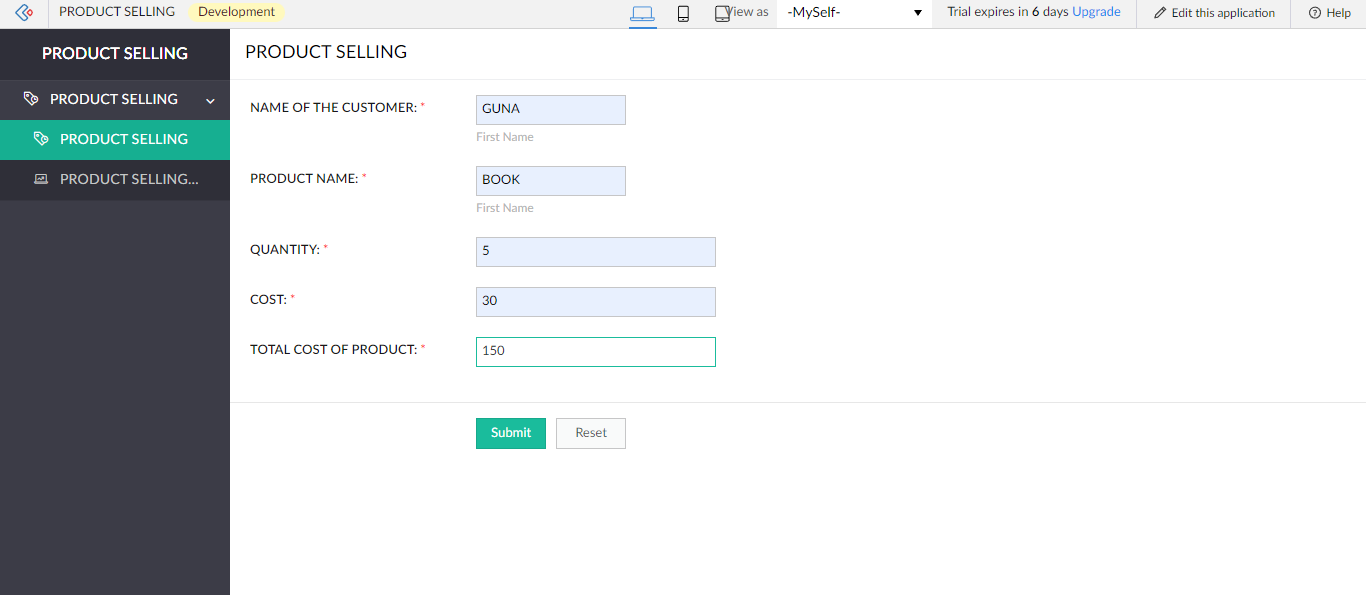 PRODUCT SELLING Development View as -MySelf- Trial expires in 6 days Upgrade Edit this application Help
PRODUCT SELLING
PRODUCT SELLING
PRODUCT SELLING
PRODUCT SELLING...
PRODUCT SELLING
NAME OF THE CUSTOMER: * GUNA
First Name
PRODUCT NAME: * BOOK
First Name
QUANTITY: * 5
COST: * 30
TOTAL COST OF PRODUCT: * 150
Submit Reset